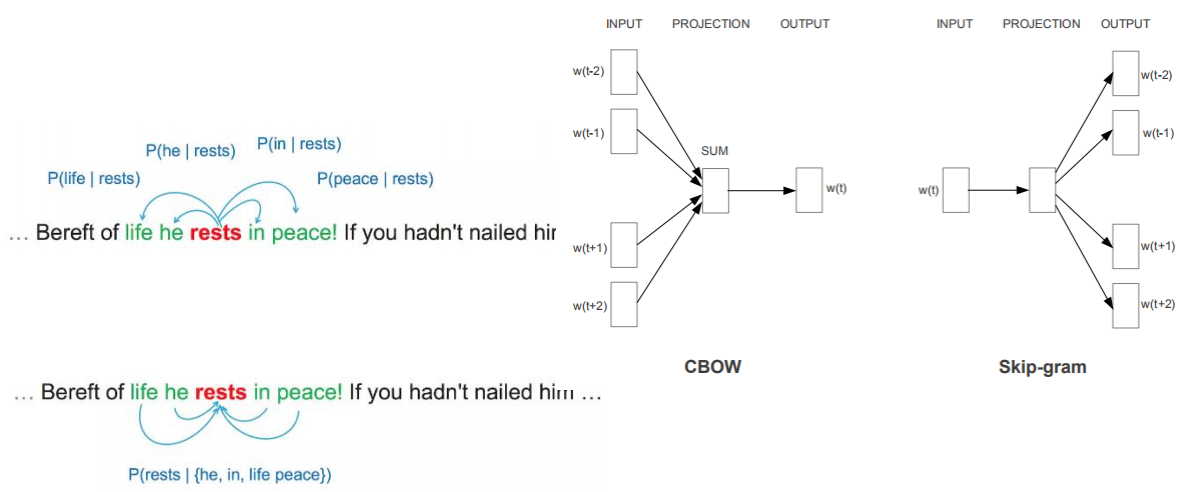 P(he | rests)
P(in | rests)
P(life | rests)
P(peace | rests)
… Bereft of life he rests in peace! If you hadn't nailed hir
… Bereft of life he rests in peace! If you hadn't nailed him …
P(rests | {he, in, life peace})
INPUT PROJECTION OUTPUT
w(t-2)
w(t-1)
SUM
w(t)
w(t+1)
w(t+2)
CBOW
INPUT PROJECTION OUTPUT
w(t-2)
w(t-1)
w(t)
w(t+1)
w(t+2)
Skip-gram